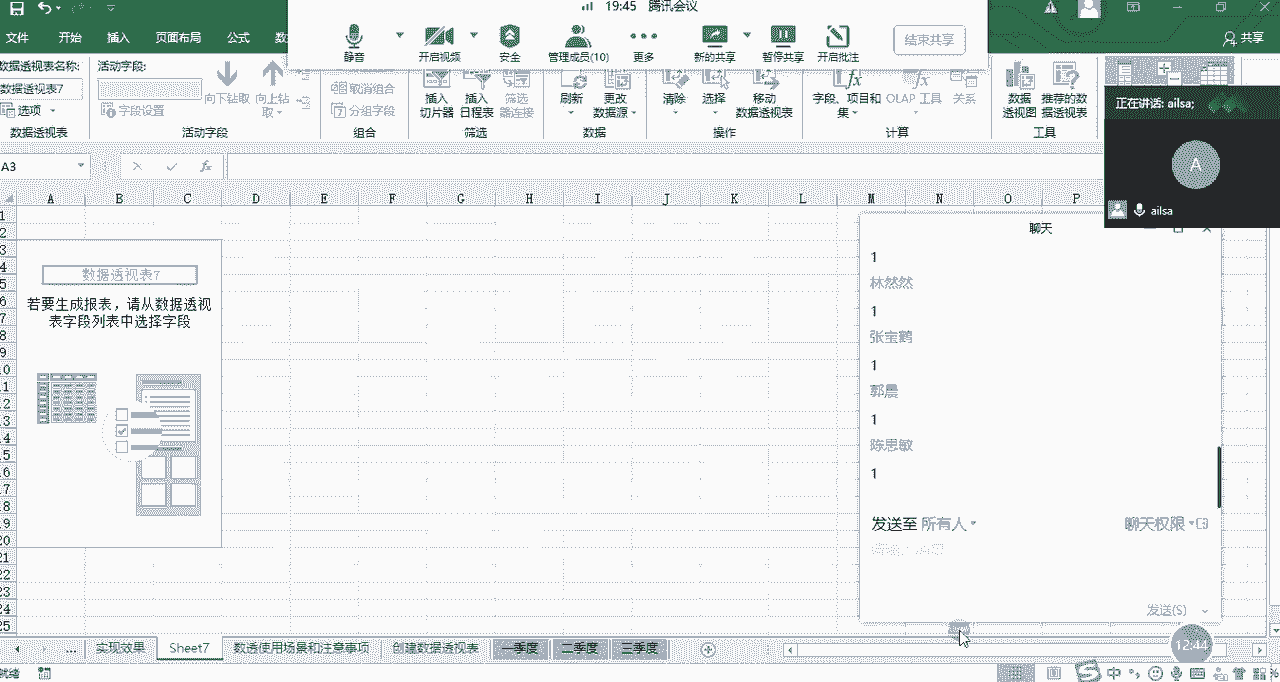 19:45 腾讯会议
静音 开启视频 安全 管理成员(10) 更多 新的共享 暂停共享 开启批注 结束共享
文件 开始 插入 页面布局 公式 数
共享
数据透视表名称: 活动字段:
数据透视表7
选项
字段设置
向下钻取 向上钻取
取消组合
分组字段
插入切片器
插入日程表
筛选器连接
刷新
更改数据源
清除
选择
移动数据透视表
字段、项目和集
OLAP 工具
关系
数据透视图
推荐的数据透视表
数据透视表 活动字段 组合 筛选 数据 操作 计算 工具
正在讲话: ailsa;
A
ailsa
A3
fx
A B C D E F G H I J K L M N O P
1
2
3
4
5
6
7
8
9
10
11
12
13
14
15
16
17
18
19
20
21
22
23
24
25
数据透视表7
若要生成报表，请从数据透视
表字段列表中选择字段
聊天
1
林然然
1
张宝鹤
1
郭晨
1
陈思敏
1
发送至 所有人
聊天权限
发送(S)
... 实现效果 Sheet7 数透使用场景和注意事项 创建数据透视表 一季度 二季度 三季度
12:44
就绪
中